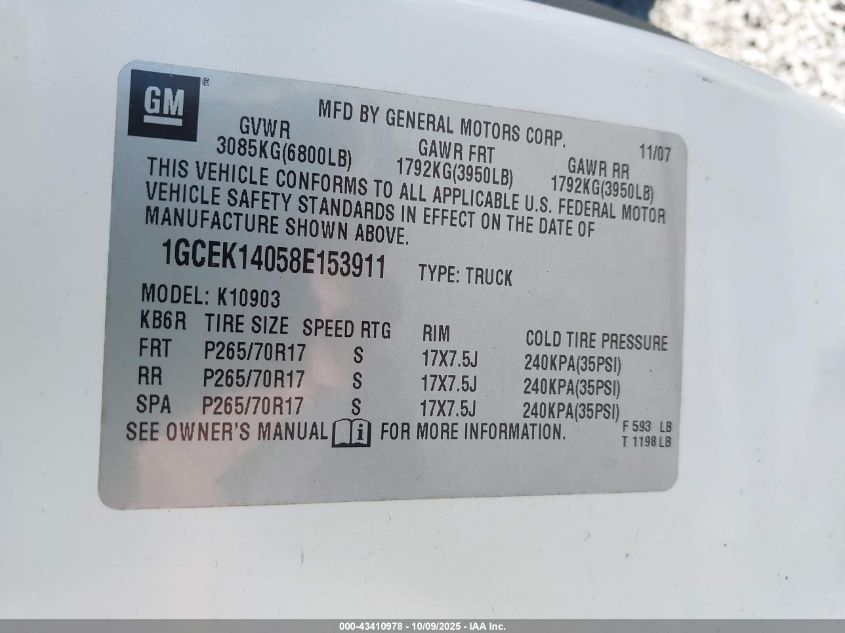 GM ®
MFD BY GENERAL MOTORS CORP. 11/07
GVWR GAWR FRT GAWR RR
3085KG(6800LB) 1792KG(3950LB) 1792KG(3950LB)
THIS VEHICLE CONFORMS TO ALL APPLICABLE U.S. FEDERAL MOTOR
VEHICLE SAFETY STANDARDS IN EFFECT ON THE DATE OF
MANUFACTURE SHOWN ABOVE.
1GCEK14058E153911 TYPE: TRUCK
MODEL: K10903
KB6R TIRE SIZE SPEED RTG RIM COLD TIRE PRESSURE
FRT P265/70R17 S 17X7.5J 240KPA(35PSI)
RR P265/70R17 S 17X7.5J 240KPA(35PSI)
SPA P265/70R17 S 17X7.5J 240KPA(35PSI)
SEE OWNER'S MANUAL i FOR MORE INFORMATION.
F 593 LB
T 1198 LB
000-43410978 - 10/09/2025 - IAA Inc.